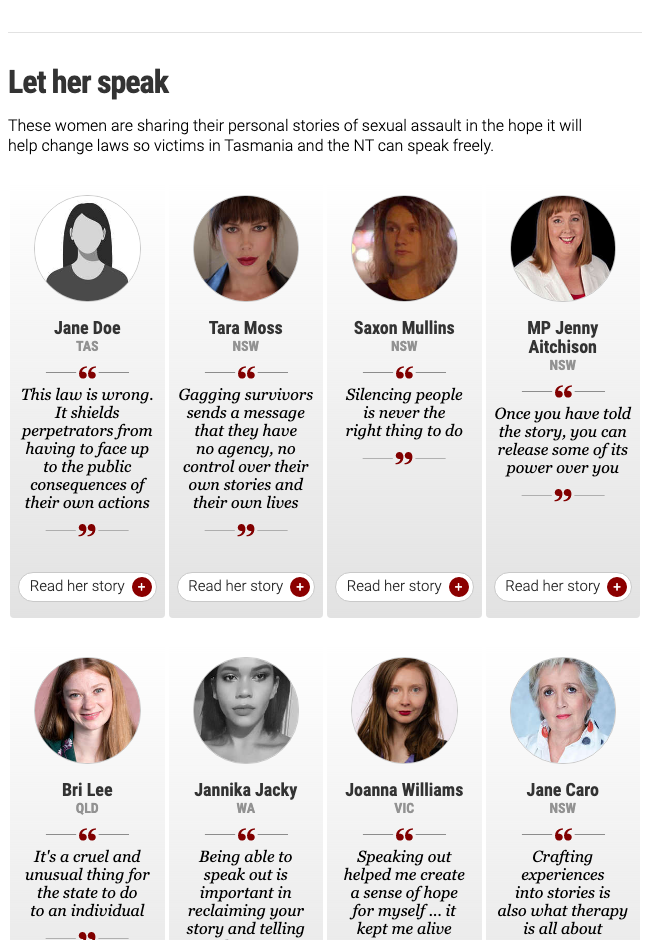 Let her speak
These women are sharing their personal stories of sexual assault in the hope it will
help change laws so victims in Tasmania and the NT can speak freely.
Jane Doe
TAS
“
This law is wrong.
It shields
perpetrators from
having to face up
to the public
consequences of
their own actions
”
Read her story +
Tara Moss
NSW
“
Gagging survivors
sends a message
that they have
no agency, no
control over their
own stories and
their own lives
”
Read her story +
Saxon Mullins
NSW
“
Silencing people
is never the
right thing to do
”
Read her story +
MP Jenny
Aitchison
NSW
“
Once you have told
the story, you can
release some of its
power over you
”
Read her story +
Bri Lee
QLD
“
It's a cruel and
unusual thing for
the state to do
to an individual
”
Jannika Jacky
WA
“
Being able to
speak out is
important in
reclaiming your
story and telling
Joanna Williams
VIC
“
Speaking out
helped me create
a sense of hope
for myself ... it
kept me alive
Jane Caro
NSW
“
Crafting
experiences
into stories is
also what therapy
is all about